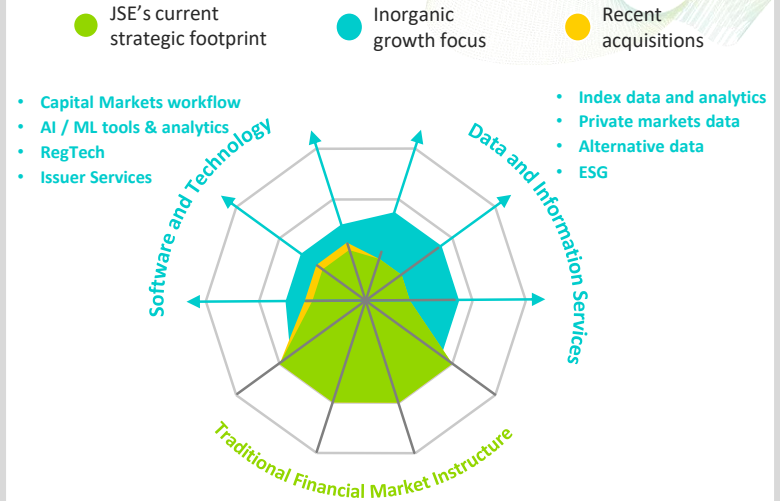 JSE's current
strategic footprint
Inorganic
growth focus
Recent
acquisitions
• Capital Markets workflow
• AI / ML tools & analytics
• RegTech
• Issuer Services
• Index data and analytics
• Private markets data
• Alternative data
• ESG
Software and Technology
Data and Information Services
Traditional Financial Market Instructure